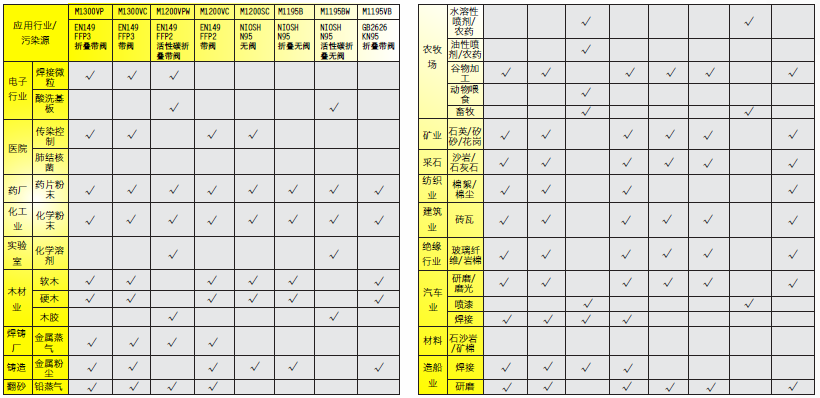 应用行业/
污染源
M1300VP
EN149
FFP3
折叠带阀
M1300VC
EN149
FFP3
带阀
M1200VPW
EN149
FFP2
活性碳折
叠带阀
M1200VC
EN149
FFP2
带阀
M1200SC
NIOSH
N95
无阀
M1195B
NIOSH
N95
折叠无阀
M1195BW
NIOSH
N95
活性碳折
叠无阀
M1195VB
GB2626
KN95
折叠带阀
电子
行业
焊接微
粒
✓ ✓ ✓
酸洗基
板
✓ ✓
医院
传染控
制
✓ ✓ ✓ ✓
肺结核
菌
药厂
药片粉
末
✓ ✓ ✓ ✓ ✓ ✓ ✓ ✓
化工
业
化学粉
末
✓ ✓ ✓ ✓ ✓ ✓ ✓ ✓
实验
室
化学溶
剂
✓ ✓
木材
业
软木
✓ ✓ ✓ ✓ ✓ ✓
硬木
✓ ✓ ✓ ✓ ✓ ✓
木胶
✓ ✓
焊铸
厂
金属蒸
气
✓ ✓ ✓ ✓
铸造
金属粉
尘
✓ ✓ ✓ ✓ ✓ ✓
翻砂
铅蒸气
✓ ✓ ✓ ✓
农牧
场
水溶性
喷剂/
农药
✓ ✓
油性喷
剂/农药
✓
谷物加
工
✓ ✓ ✓ ✓ ✓ ✓
动物喂
食
✓
畜牧
✓ ✓
矿业
石英/矽
砂/花岗
✓ ✓ ✓ ✓ ✓ ✓
采石
沙岩/
石灰石
✓ ✓ ✓ ✓ ✓ ✓
纺织
业
棉絮/
棉尘
✓ ✓ ✓ ✓
建筑
业
砖瓦
✓ ✓ ✓ ✓ ✓ ✓
绝缘
行业
玻璃纤
维/岩棉
✓ ✓ ✓ ✓ ✓ ✓
汽车
业
研磨/
磨光
✓ ✓ ✓ ✓ ✓ ✓
喷漆
✓ ✓
焊接
✓ ✓ ✓ ✓
材料
石沙岩
/矿棉
造船
业
焊接
✓ ✓ ✓ ✓
研磨
✓ ✓ ✓ ✓ ✓ ✓